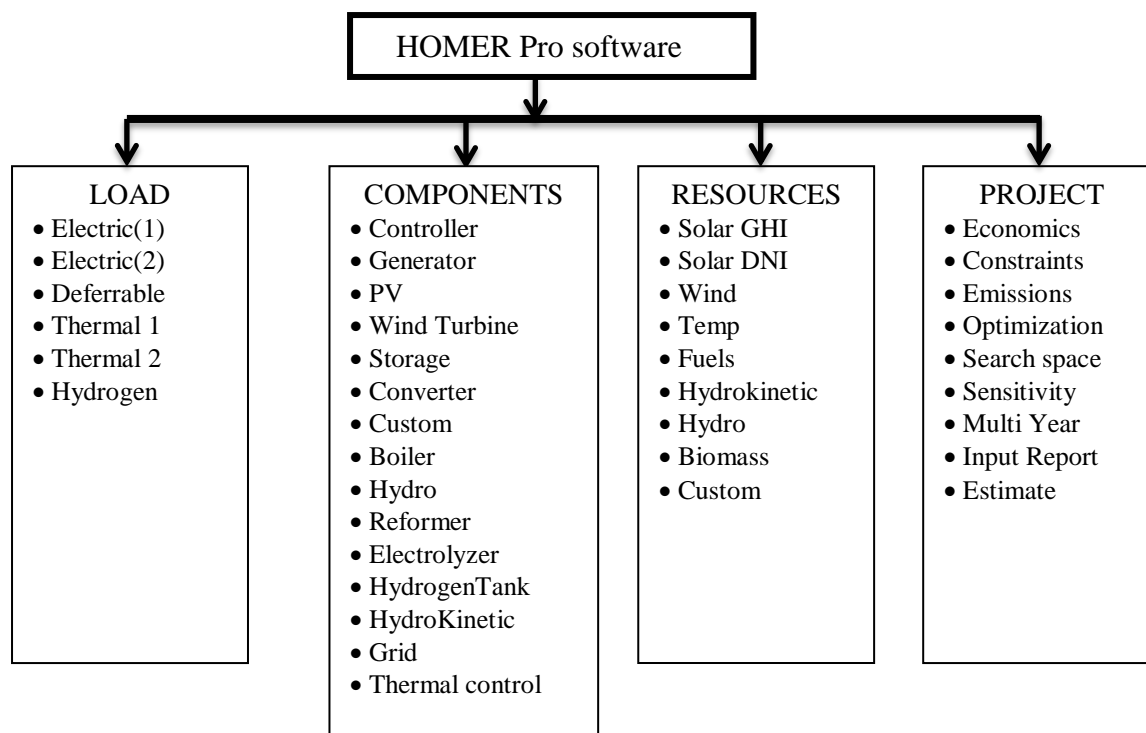 HOMER Pro software
LOAD
• Electric(1)
• Electric(2)
• Deferrable
• Thermal 1
• Thermal 2
• Hydrogen
COMPONENTS
• Controller
• Generator
• PV
• Wind Turbine
• Storage
• Converter
• Custom
• Boiler
• Hydro
• Reformer
• Electrolyzer
• HydrogenTank
• HydroKinetic
• Grid
• Thermal control
RESOURCES
• Solar GHI
• Solar DNI
• Wind
• Temp
• Fuels
• Hydrokinetic
• Hydro
• Biomass
• Custom
PROJECT
• Economics
• Constraints
• Emissions
• Optimization
• Search space
• Sensitivity
• Multi Year
• Input Report
• Estimate